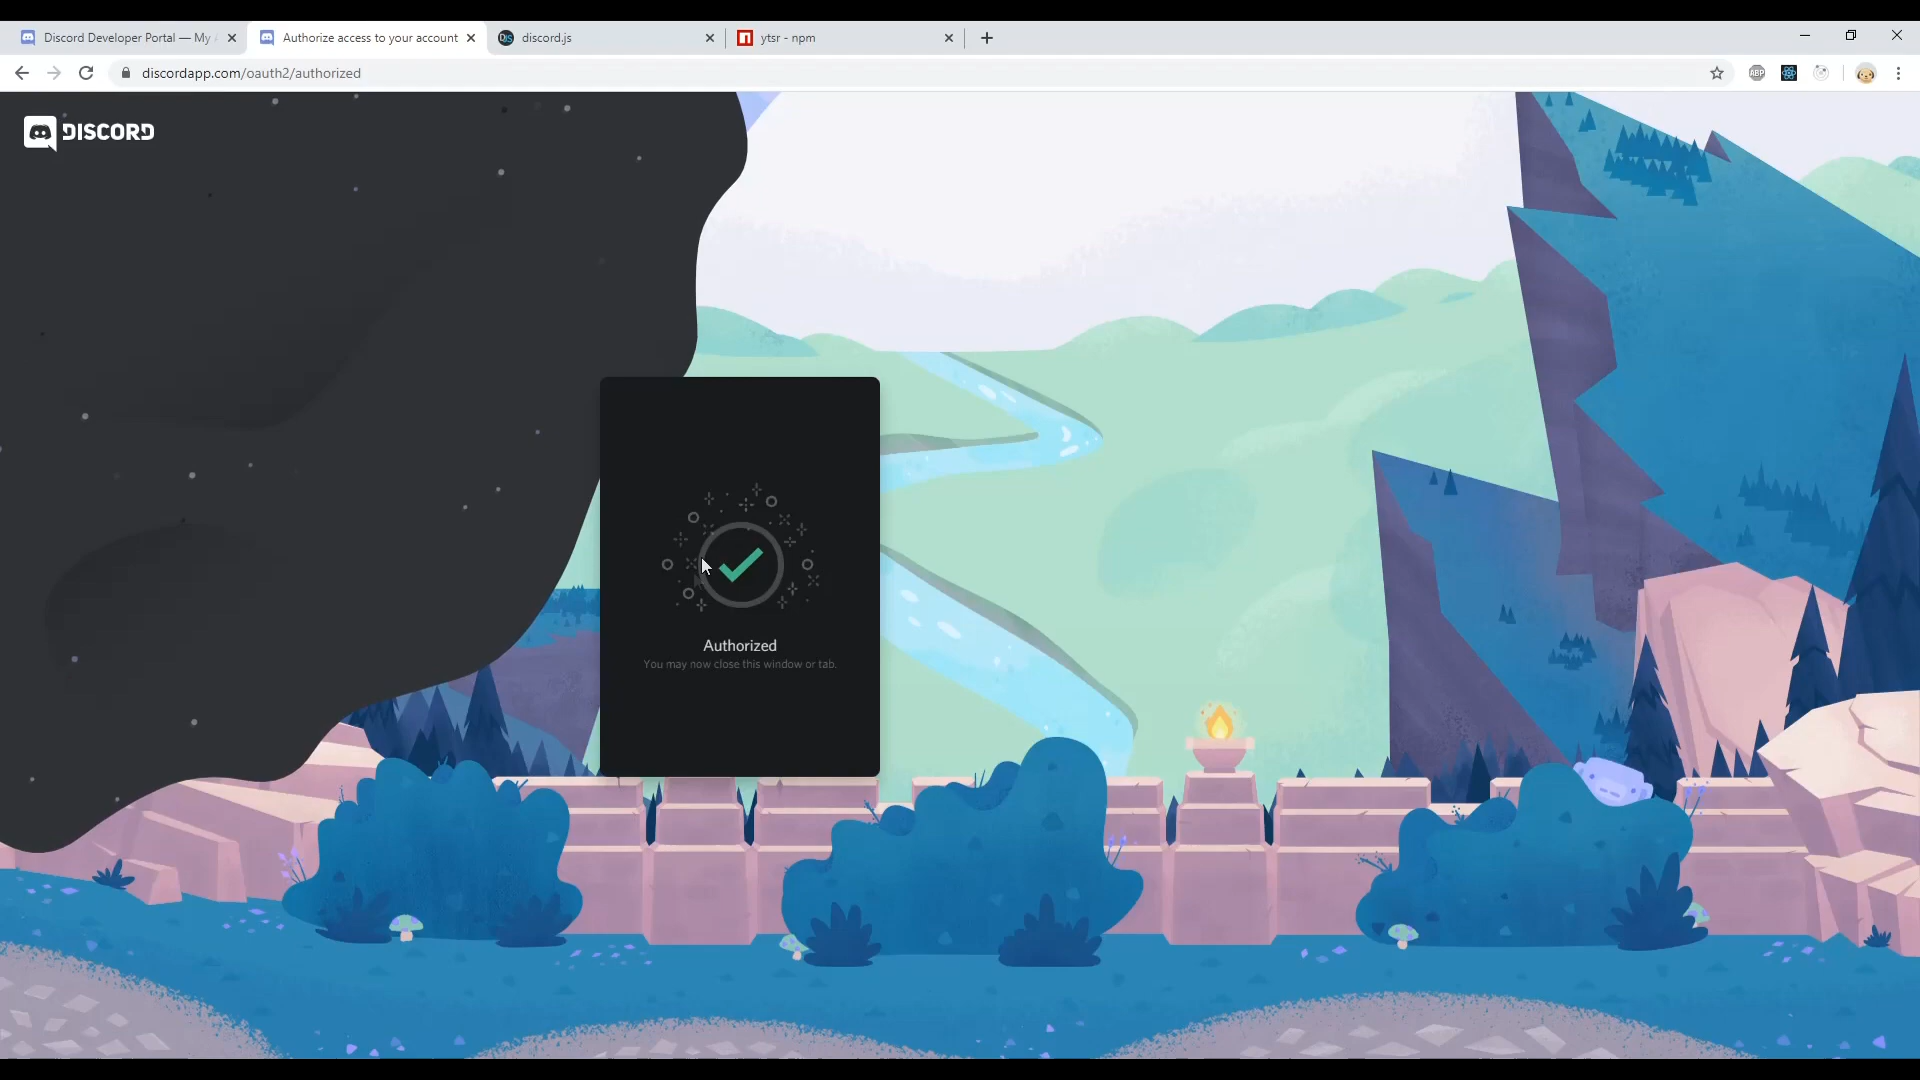 Discord Developer Portal — My
Authorize access to your account
discord.js
ytsr - npm
discordapp.com/oauth2/authorized
ABP
DISCORD
Authorized
You may now close this window or tab.